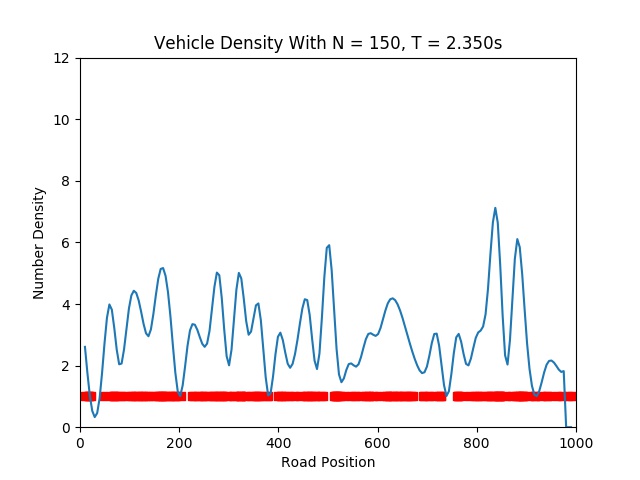 Vehicle Density With N = 150, T = 2.350s
12
10
8
6
4
2
0
Number Density
0 200 400 600 800 1000
Road Position